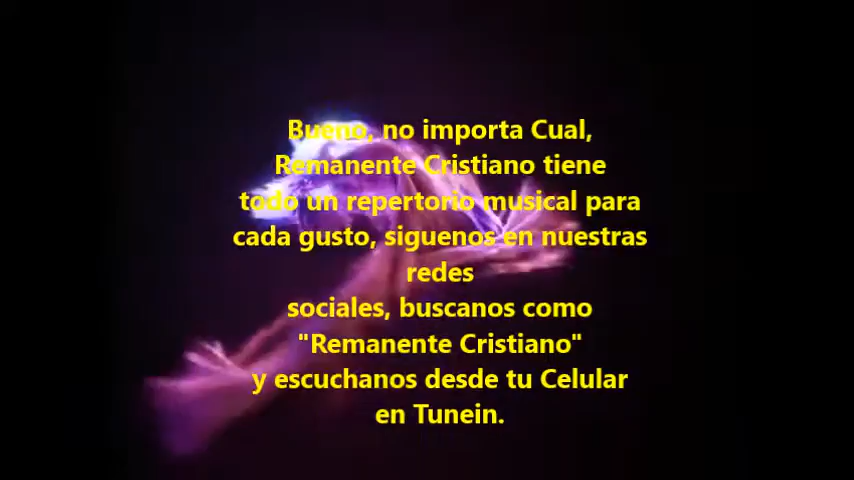 Bueno, no importa Cual,
Remanente Cristiano tiene
todo un repertorio musical para
cada gusto, siguenos en nuestras
redes
sociales, buscanos como
"Remanente Cristiano"
y escuchanos desde tu Celular
en Tunein.